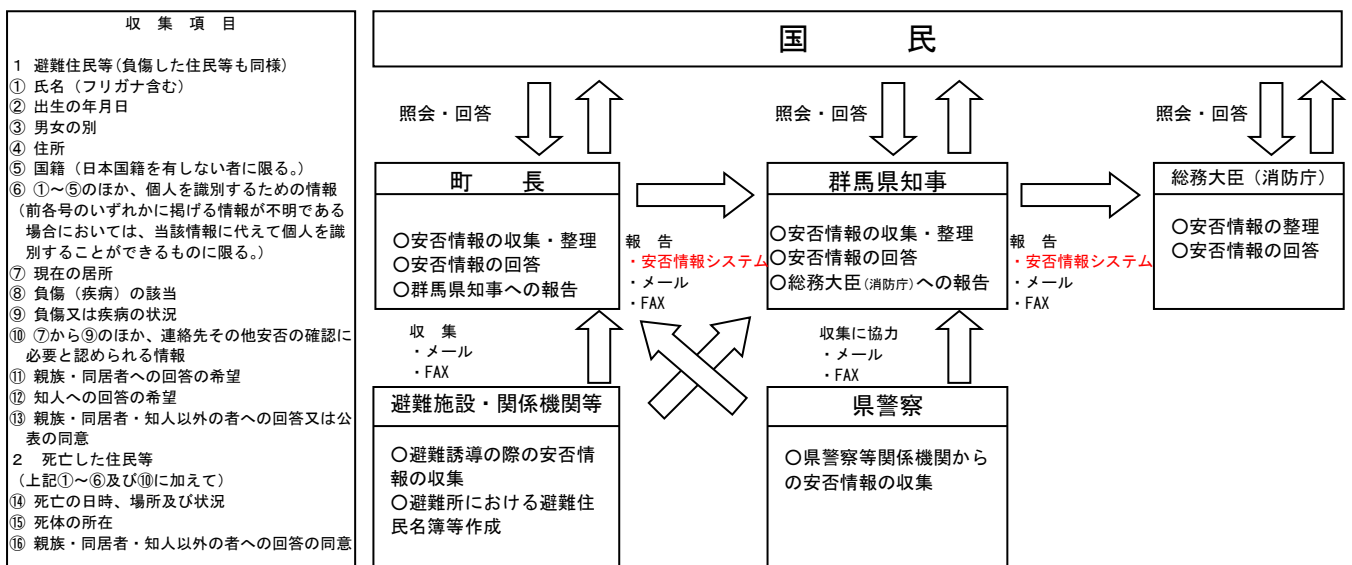 収 集 項 目
1 避難住民等(負傷した住民等も同様)
① 氏名（フリガナ含む）
② 出生の年月日
③ 男女の別
④ 住所
⑤ 国籍（日本国籍を有しない者に限る。）
⑥ ①～⑤のほか、個人を識別するための情報
（前各号のいずれかに掲げる情報が不明である
場合においては、当該情報に代えて個人を識
別することができるものに限る。）
⑦ 現在の居所
⑧ 負傷（疾病）の該当
⑨ 負傷又は疾病の状況
⑩ ⑦から⑨のほか、連絡先その他安否の確認に
必要と認められる情報
⑪ 親族・同居者への回答の希望
⑫ 知人への回答の希望
⑬ 親族・同居者・知人以外の者への回答又は公
表の同意
2 死亡した住民等
（上記①～⑥及び⑩に加えて）
⑭ 死亡の日時、場所及び状況
⑮ 死体の所在
⑯ 親族・同居者・知人以外の者への回答の同意
国 民
照会・回答
照会・回答
照会・回答
町 長
○安否情報の収集・整理
○安否情報の回答
○群馬県知事への報告
報 告
・安否情報システム
・メール
・FAX
群馬県知事
○安否情報の収集・整理
○安否情報の回答
○総務大臣(消防庁)への報告
報 告
・安否情報システム
・メール
・FAX
総務大臣（消防庁）
○安否情報の整理
○安否情報の回答
収 集
・メール
・FAX
収集に協力
・メール
・FAX
避難施設・関係機関等
○避難誘導の際の安否情
報の収集
○避難所における避難住
民名簿等作成
県警察
○県警察等関係機関から
の安否情報の収集